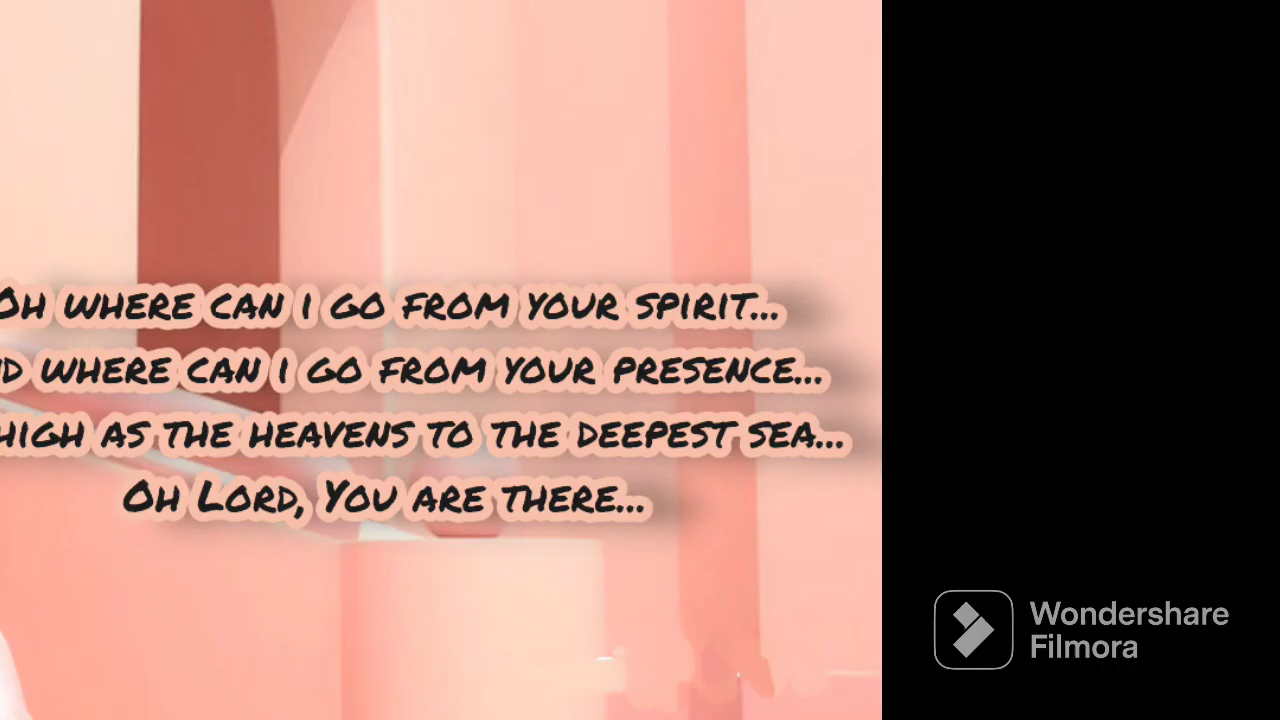 Oh where can i go from your spirit...
d where can i go from your presence...
high as the heavens to the deepest sea...
Oh Lord, You are there...
Wondershare
Filmora